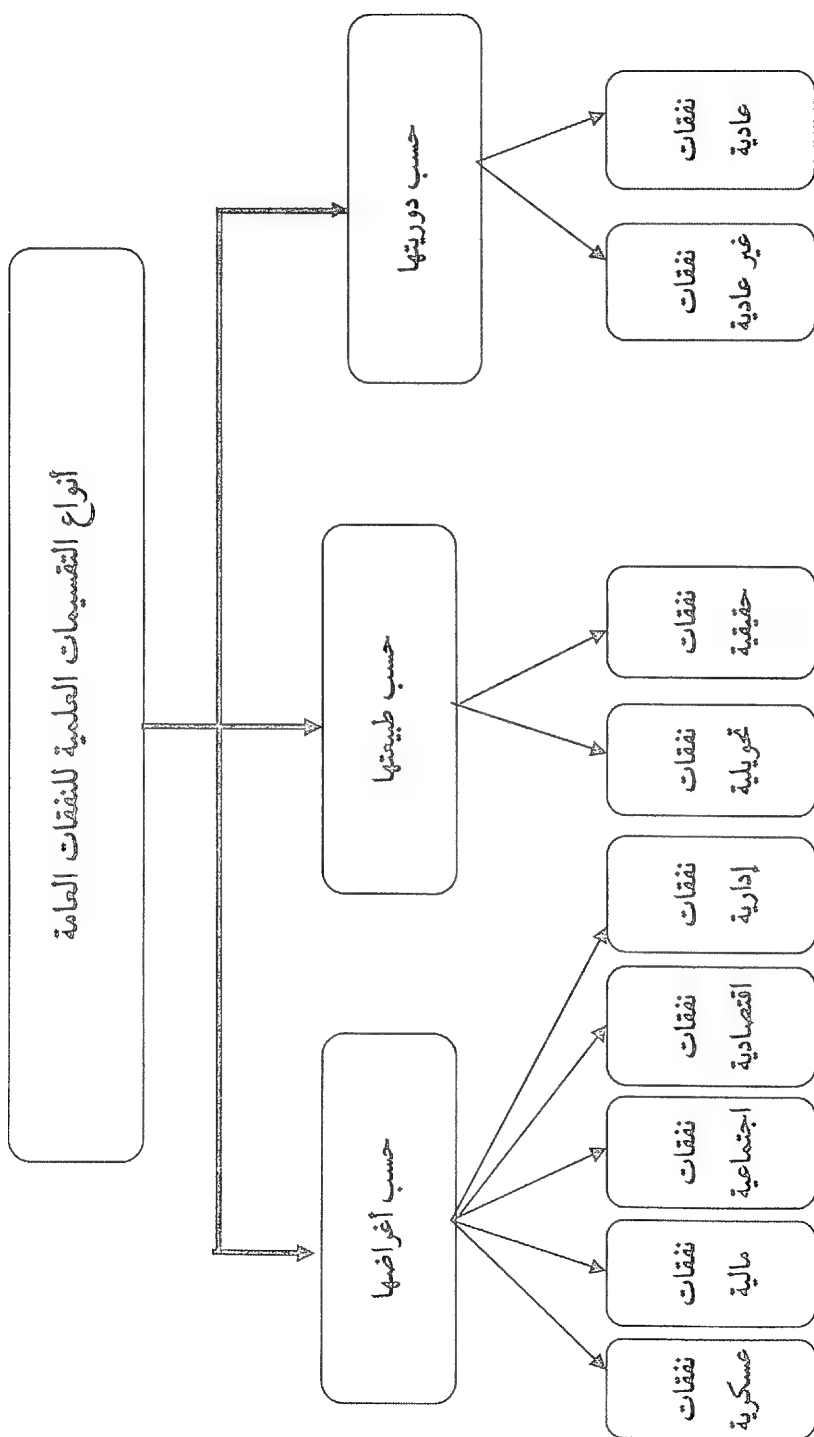 أنواع التقسيمات العلمية للنفقات العامة
حسب دوريتها
حسب طبيعتها
حسب أغراضها
نفقات
عادية
نفقات
غير عادية
نفقات
حقيقية
نفقات
تحويلية
نفقات
إدارية
نفقات
اقتصادية
نفقات
اجتماعية
نفقات
مالية
نفقات
عسكرية